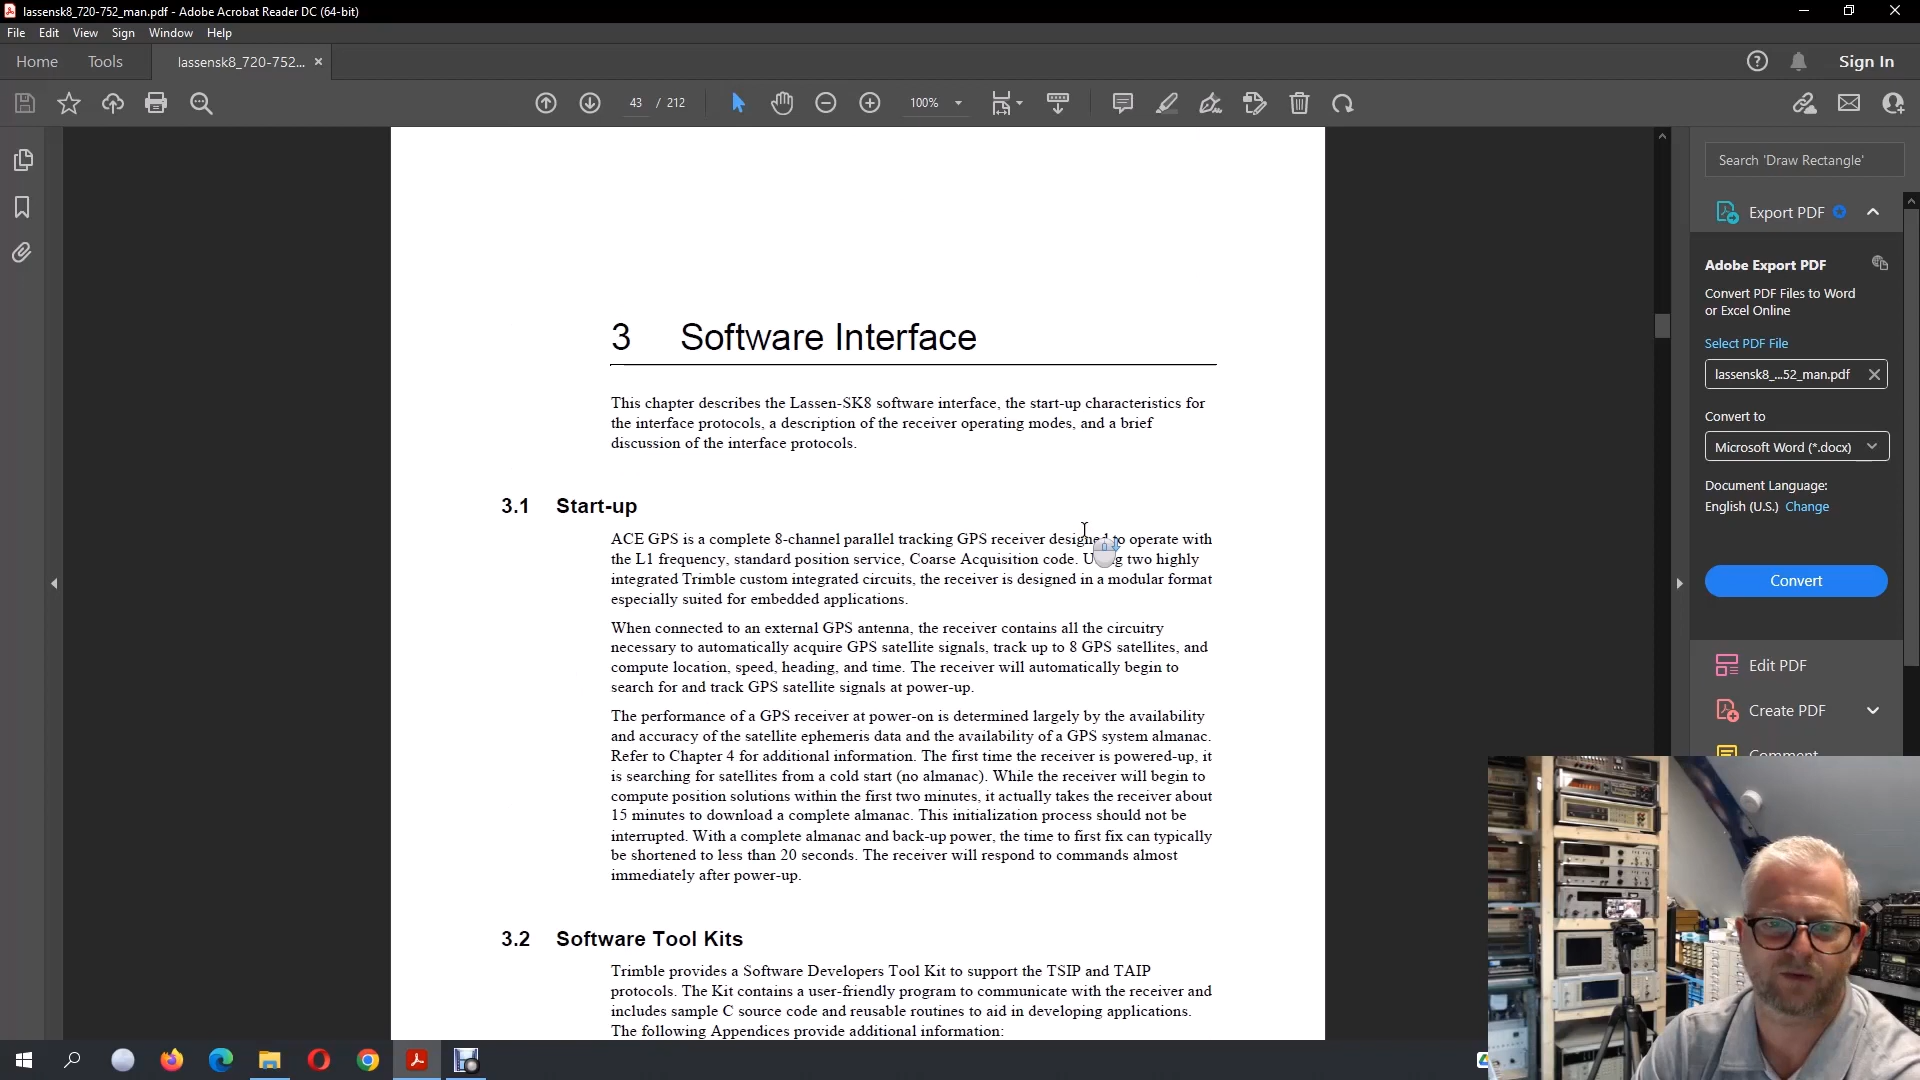 lassensk8_720-752_man.pdf - Adobe Acrobat Reader DC (64-bit)
File Edit View Sign Window Help
Home Tools lassensk8_720-752... Sign In
43 / 212 100%
Search 'Draw Rectangle'
Export PDF
Adobe Export PDF
Convert PDF Files to Word
or Excel Online
Select PDF File
lassensk8_...52_man.pdf
Convert to
Microsoft Word (*.docx)
Document Language:
English (U.S.) Change
Convert
Edit PDF
Create PDF
Comment
3 Software Interface
This chapter describes the Lassen-SK8 software interface, the start-up characteristics for
the interface protocols, a description of the receiver operating modes, and a brief
discussion of the interface protocols.
3.1 Start-up
ACE GPS is a complete 8-channel parallel tracking GPS receiver designed to operate with
the L1 frequency, standard position service, Coarse Acquisition code. Using two highly
integrated Trimble custom integrated circuits, the receiver is designed in a modular format
especially suited for embedded applications.
When connected to an external GPS antenna, the receiver contains all the circuitry
necessary to automatically acquire GPS satellite signals, track up to 8 GPS satellites, and
compute location, speed, heading, and time. The receiver will automatically begin to
search for and track GPS satellite signals at power-up.
The performance of a GPS receiver at power-on is determined largely by the availability
and accuracy of the satellite ephemeris data and the availability of a GPS system almanac.
Refer to Chapter 4 for additional information. The first time the receiver is powered-up, it
is searching for satellites from a cold start (no almanac). While the receiver will begin to
compute position solutions within the first two minutes, it actually takes the receiver about
15 minutes to download a complete almanac. This initialization process should not be
interrupted. With a complete almanac and back-up power, the time to first fix can typically
be shortened to less than 20 seconds. The receiver will respond to commands almost
immediately after power-up.
3.2 Software Tool Kits
Trimble provides a Software Developers Tool Kit to support the TSIP and TAIP
protocols. The Kit contains a user-friendly program to communicate with the receiver and
includes sample C source code and reusable routines to aid in developing applications.
The following Appendices provide additional information: